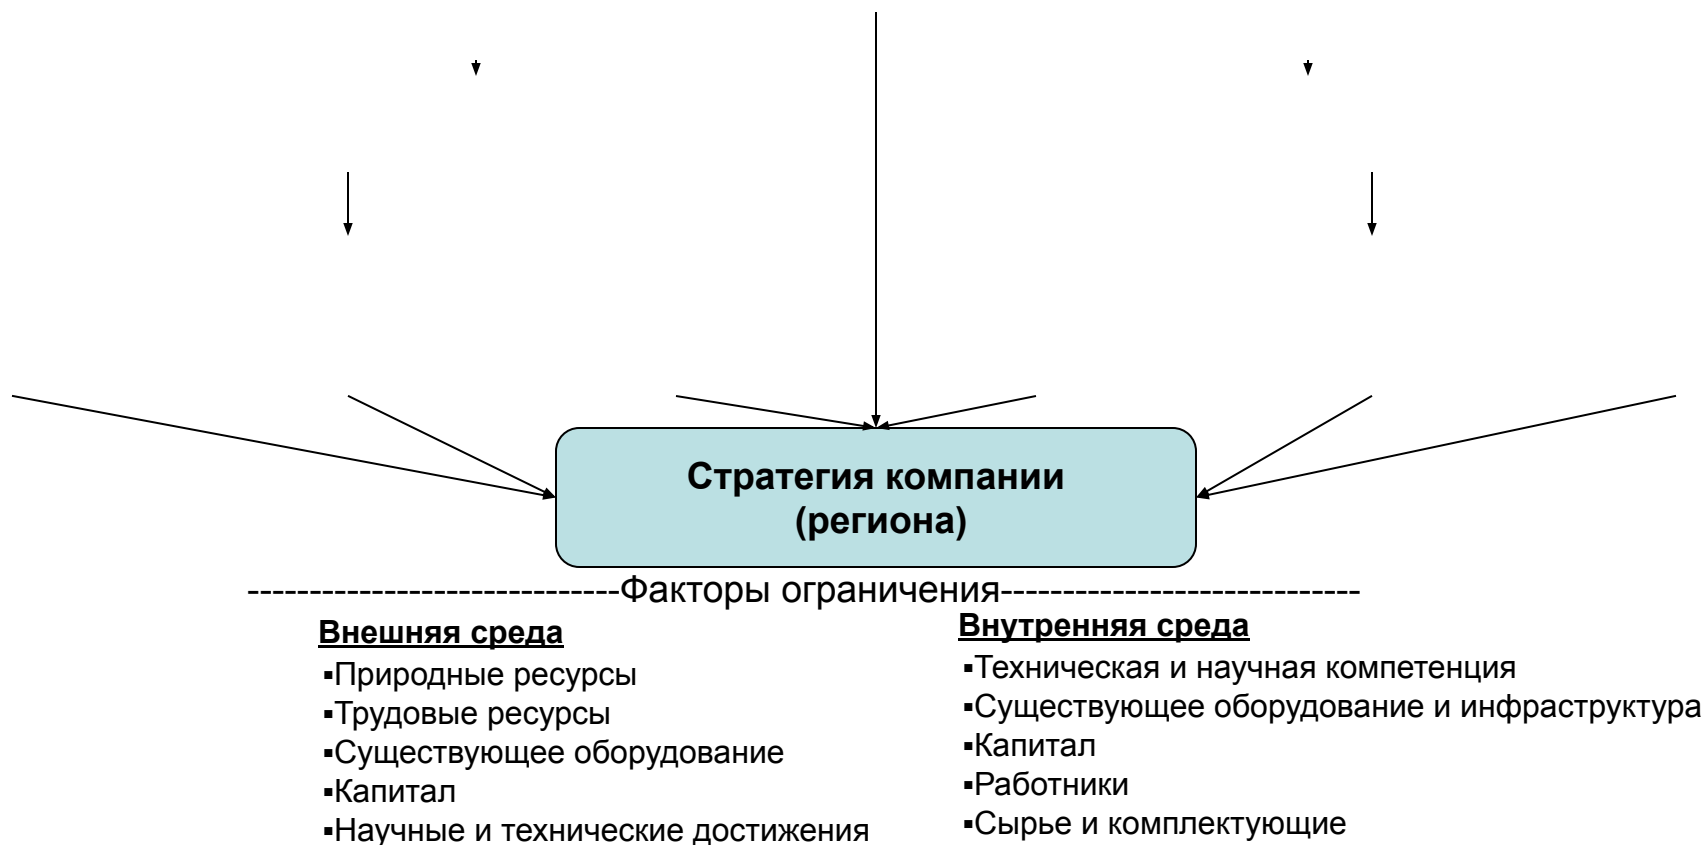 Стратегия компании
(региона)
------------------------------Факторы ограничения-----------------------------
Внешняя среда
▪Природные ресурсы
▪Трудовые ресурсы
▪Существующее оборудование
▪Капитал
▪Научные и технические достижения
Внутренняя среда
▪Техническая и научная компетенция
▪Существующее оборудование и инфраструктура
▪Капитал
▪Работники
▪Сырье и комплектующие